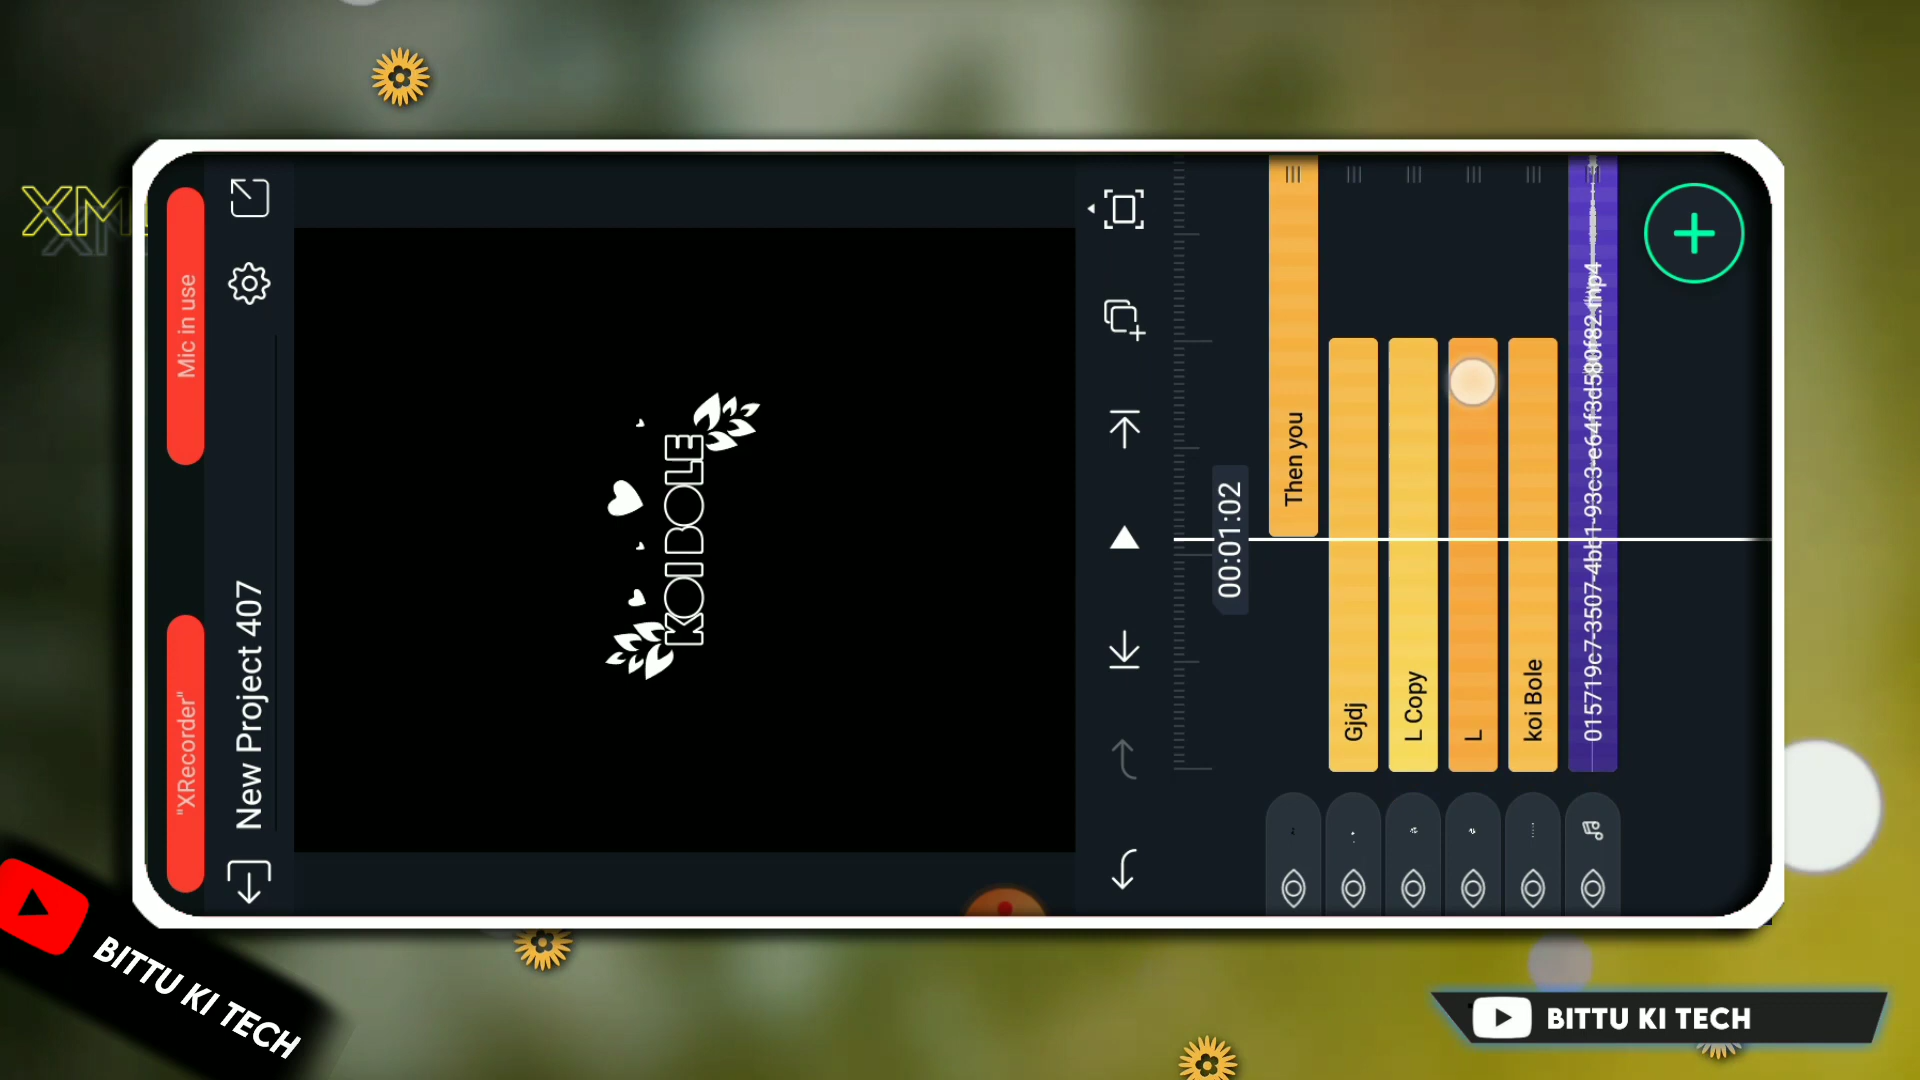 XM
Mic in use
"XRecorder"
New Project 407
KOI BOLE
00:01:02
Then you
Gjdj
L Copy
L
koi Bole
015719c7-3507-4bb1-93c3-e64f3d580f82.mp4
BITTU KI TECH
BITTU KI TECH